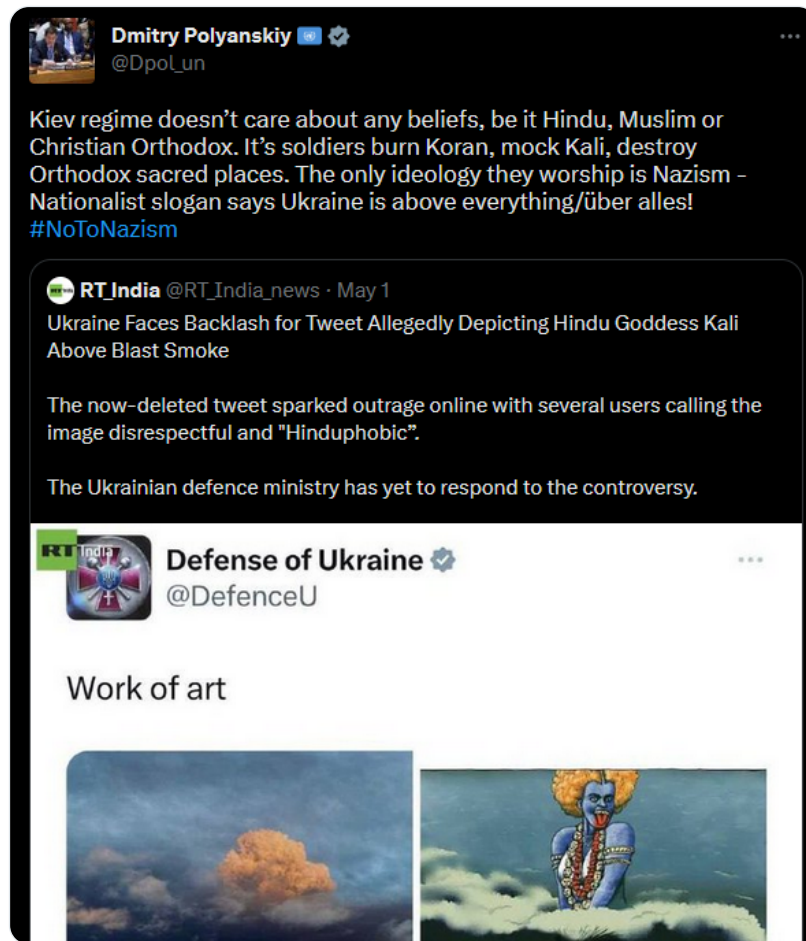 Dmitry Polyanskiy
@Dpol_un
Kiev regime doesn’t care about any beliefs, be it Hindu, Muslim or
Christian Orthodox. It’s soldiers burn Koran, mock Kali, destroy
Orthodox sacred places. The only ideology they worship is Nazism -
Nationalist slogan says Ukraine is above everything/über alles!
#NoToNazism
RT_India @RT_India_news · May 1
Ukraine Faces Backlash for Tweet Allegedly Depicting Hindu Goddess Kali
Above Blast Smoke
The now-deleted tweet sparked outrage online with several users calling the
image disrespectful and "Hinduphobic”.
The Ukrainian defence ministry has yet to respond to the controversy.
RT India
Defense of Ukraine
@DefenceU
Work of art